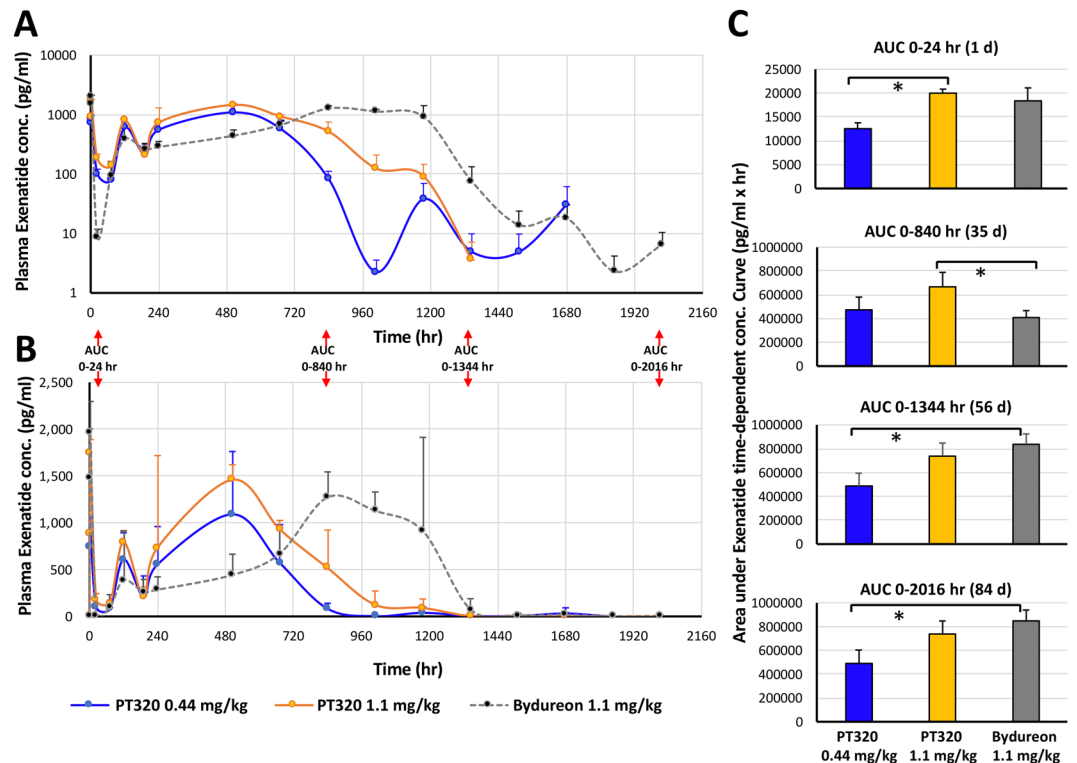 A
Plasma Exenatide conc. (pg/ml)
10000
1000
100
10
1
0 240 480 720 960 1200 1440 1680 1920 2160
Time (hr)
AUC
0-24 hr
AUC
0-840 hr
AUC
0-1344 hr
AUC
0-2016 hr
B
Plasma Exenatide conc. (pg/ml)
2,500
2,000
1,500
1,000
500
0
0 240 480 720 960 1200 1440 1680 1920 2160
Time (hr)
PT320 0.44 mg/kg
PT320 1.1 mg/kg
Bydureon 1.1 mg/kg
C
Area under Exenatide time-dependent conc. Curve (pg/ml x hr)
AUC 0-24 hr (1 d)
25000
20000
15000
10000
5000
0
*
AUC 0-840 hr (35 d)
1000000
800000
600000
400000
200000
0
*
AUC 0-1344 hr (56 d)
1000000
800000
600000
400000
200000
0
*
AUC 0-2016 hr (84 d)
1000000
800000
600000
400000
200000
0
*
PT320 PT320 Bydureon
0.44 mg/kg 1.1 mg/kg 1.1 mg/kg